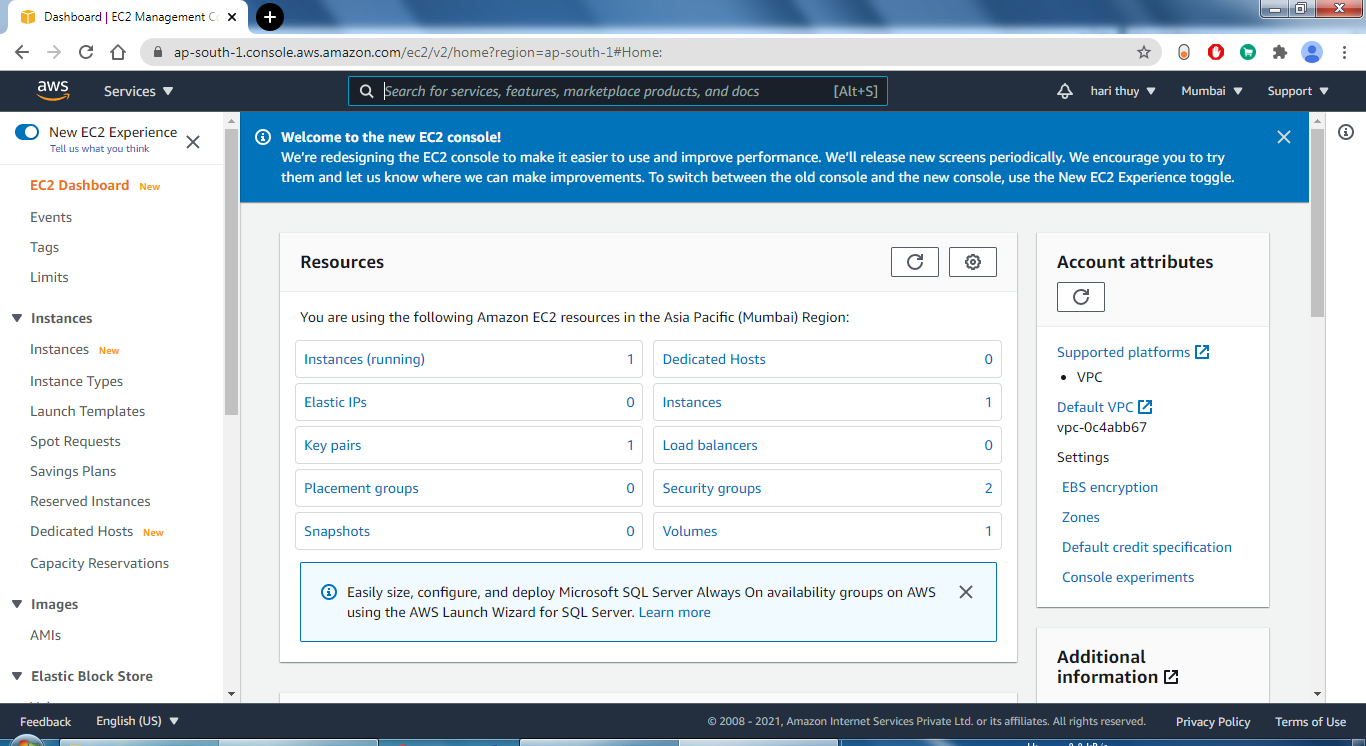 Dashboard | EC2 Management Co
ap-south-1.console.aws.amazon.com/ec2/v2/home?region=ap-south-1#Home:
aws
Services
Search for services, features, marketplace products, and docs
[Alt+S]
hari thuy
Mumbai
Support
New EC2 Experience
Tell us what you think
EC2 Dashboard New
Events
Tags
Limits
Instances
Instances New
Instance Types
Launch Templates
Spot Requests
Savings Plans
Reserved Instances
Dedicated Hosts New
Capacity Reservations
Images
AMIs
Elastic Block Store
Welcome to the new EC2 console!
We're redesigning the EC2 console to make it easier to use and improve performance. We'll release new screens periodically. We encourage you to try
them and let us know where we can make improvements. To switch between the old console and the new console, use the New EC2 Experience toggle.
Resources
You are using the following Amazon EC2 resources in the Asia Pacific (Mumbai) Region:
Instances (running) 1
Dedicated Hosts 0
Elastic IPs 0
Instances 1
Key pairs 1
Load balancers 0
Placement groups 0
Security groups 2
Snapshots 0
Volumes 1
Easily size, configure, and deploy Microsoft SQL Server Always On availability groups on AWS
using the AWS Launch Wizard for SQL Server. Learn more
Account attributes
Supported platforms
• VPC
Default VPC
vpc-0c4abb67
Settings
EBS encryption
Zones
Default credit specification
Console experiments
Additional
information
Feedback
English (US)
© 2008 - 2021, Amazon Internet Services Private Ltd. or its affiliates. All rights reserved.
Privacy Policy
Terms of Use